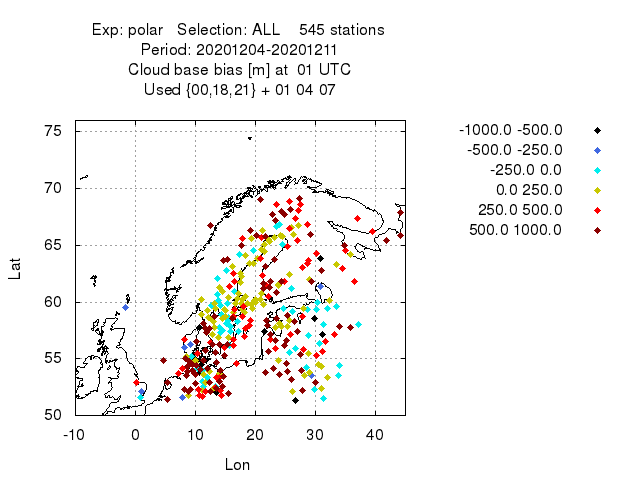 Exp: polar Selection: ALL 545 stations
Period: 20201204-20201211
Cloud base bias [m] at 01 UTC
Used {00,18,21} + 01 04 07
-1000.0 -500.0
-500.0 -250.0
-250.0 0.0
0.0 250.0
250.0 500.0
500.0 1000.0
75
70
65
60
55
50
Lat
-10 0 10 20 30 40
Lon